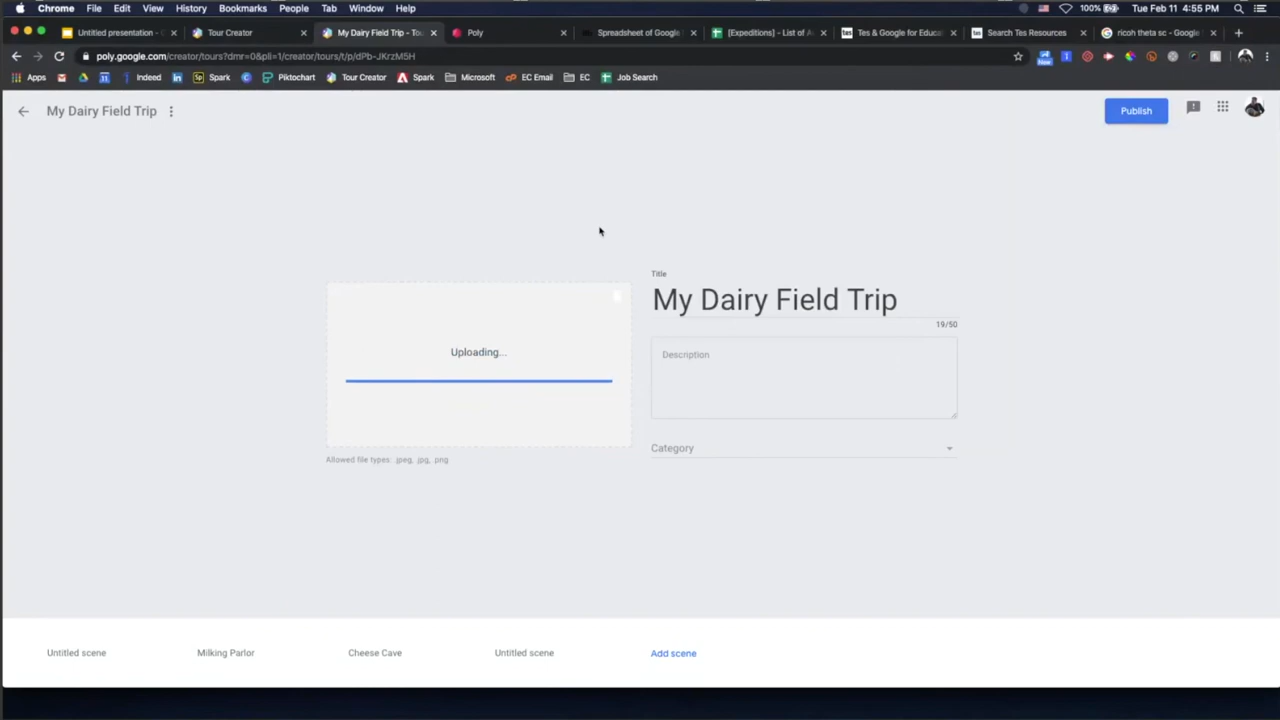 Chrome File Edit View History Bookmarks People Tab Window Help 100% Tue Feb 11 4:55 PM
Untitled presentation - Tour Creator My Dairy Field Trip - To Poly Spreadsheet of Google [Expeditions] - List of A Tes & Google for Educa Search Tes Resources ricoh theta sc - Google
poly.google.com/creator/tours?dmr=0&pli=1/creator/tours/t/p/dPb-JKrzM5H
Apps Indeed Spark Piktochart Tour Creator Spark Microsoft EC Email EC Job Search
My Dairy Field Trip Publish
Title
My Dairy Field Trip
19/50
Uploading...
Description
Category
Allowed file types: .jpeg, .jpg, .png
Untitled scene Milking Parlor Cheese Cave Untitled scene Add scene